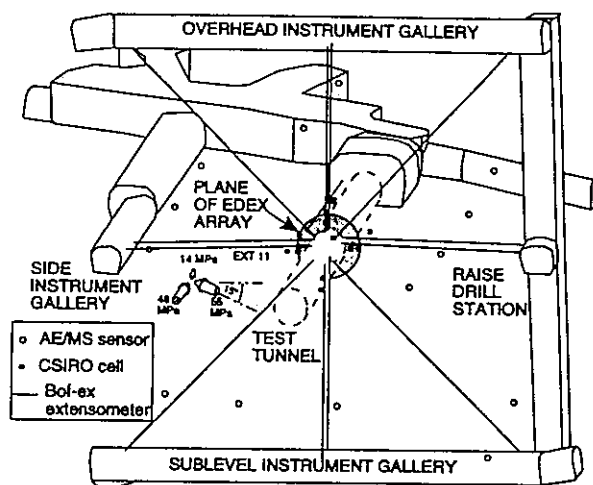 OVERHEAD INSTRUMENT GALLERY
PLANE
OF EDEX
ARRAY
14 MPa
EXT 11
SIDE
INSTRUMENT
GALLERY
RAISE
DRILL
STATION
55
MPa
MPa
TEST
TUNNEL
AE/MS sensor
CSIRO cell
Bof-ex
extensometer
SUBLEVEL INSTRUMENT GALLERY